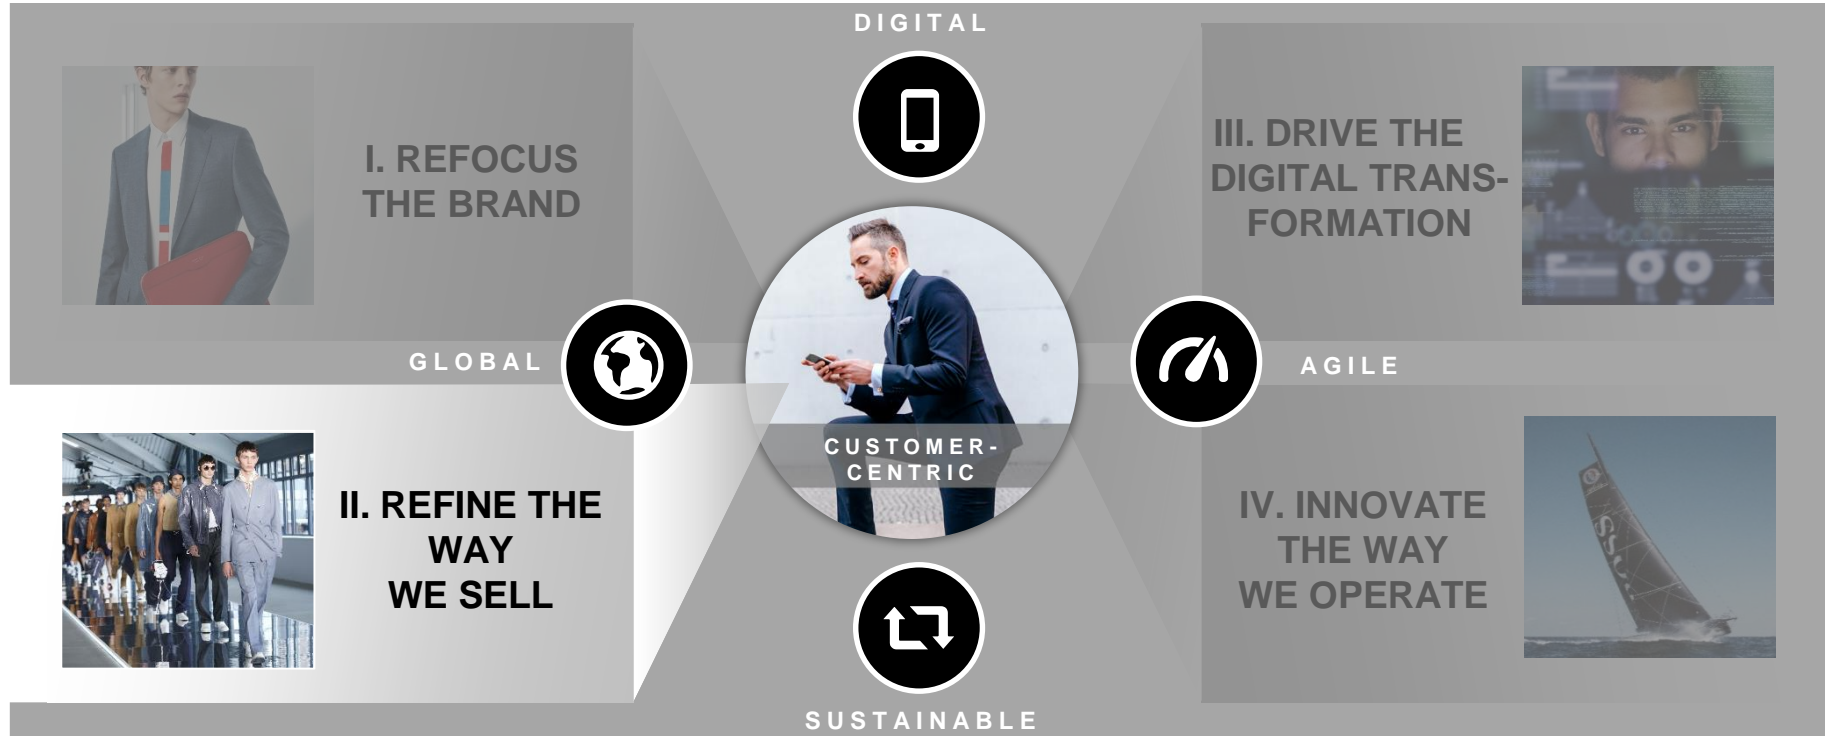 DIGITAL
I. REFOCUS
THE BRAND
III. DRIVE THE
DIGITAL TRANS-
FORMATION
GLOBAL
AGILE
CUSTOMER-
CENTRIC
II. REFINE THE
WAY
WE SELL
IV. INNOVATE
THE WAY
WE OPERATE
SUSTAINABLE